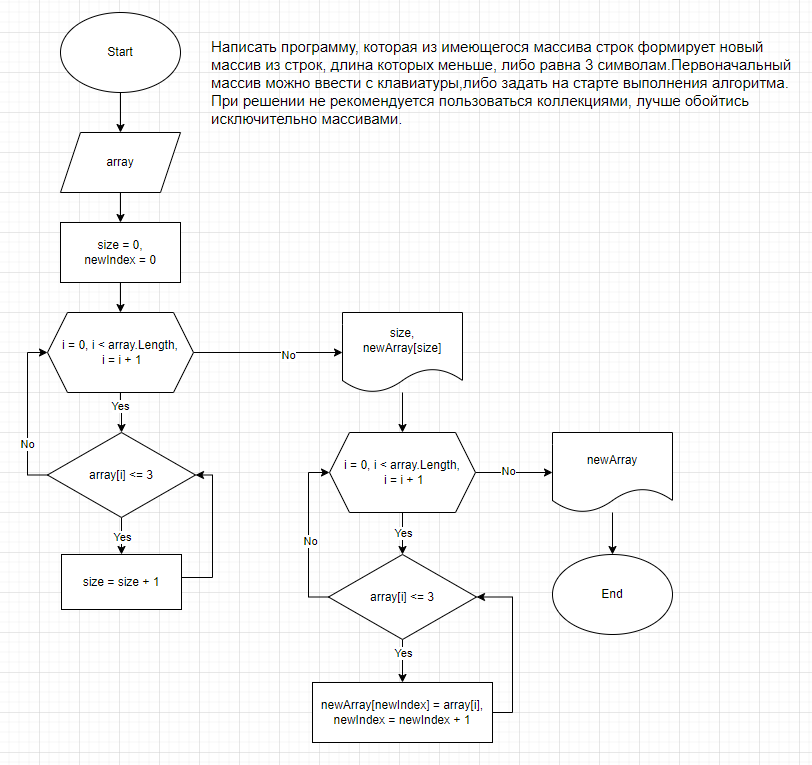 Start
Написать программу, которая из имеющегося массива строк формирует новый
массив из строк, длина которых меньше, либо равна 3 символам.Первоначальный
массив можно ввести с клавиатуры,либо задать на старте выполнения алгоритма.
При решении не рекомендуется пользоваться коллекциями, лучше обойтись
исключительно массивами.
array
size = 0,
newIndex = 0
i = 0, i < array.Length,
i = i + 1
No
size,
newArray[size]
Yes
No
array[i] <= 3
Yes
size = size + 1
i = 0, i < array.Length,
i = i + 1
No
newArray
Yes
No
array[i] <= 3
End
Yes
newArray[newIndex] = array[i],
newIndex = newIndex + 1